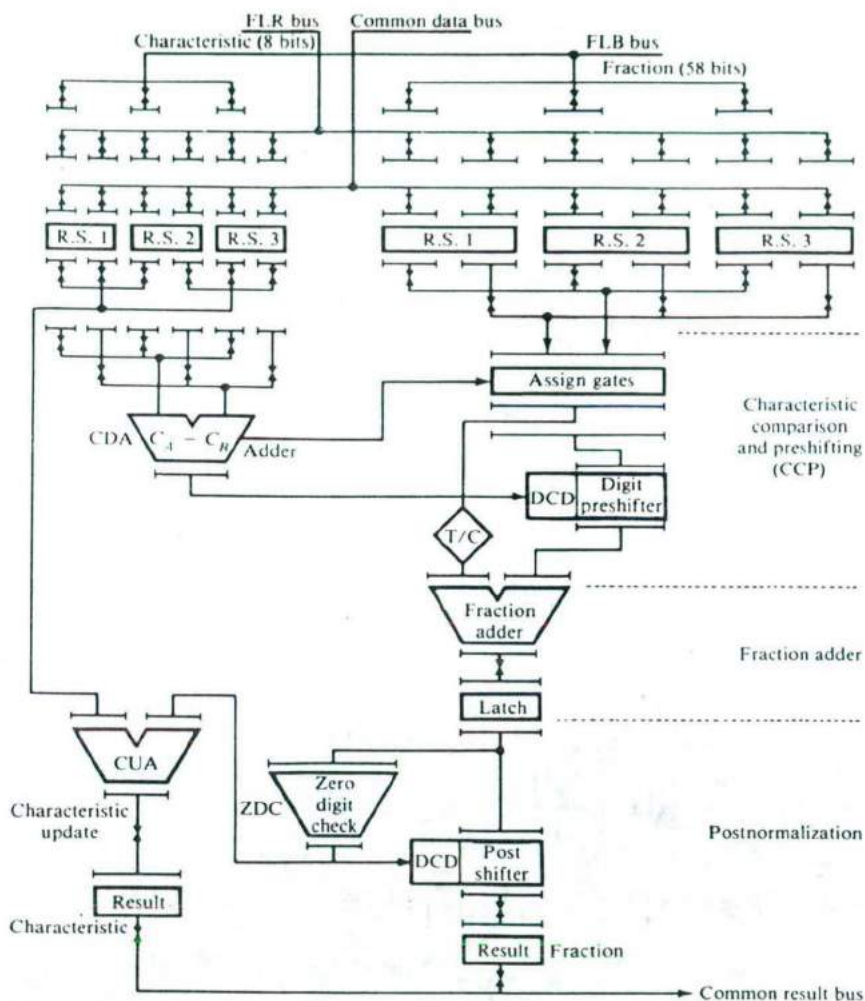 FLR bus
Common data bus
Characteristic (8 bits)
FLB bus
Fraction (58 bits)
R.S. 1
R.S. 2
R.S. 3
R.S. 1
R.S. 2
R.S. 3
Assign gates
Characteristic
comparison
and preshifting
(CCP)
CDA
C_A − C_B
Adder
DCD
Digit
preshifter
T/C
Fraction
adder
Fraction adder
Latch
CUA
ZDC
Zero
digit
check
Characteristic
update
Postnormalization
DCD
Post
shifter
Result
Characteristic
Result
Fraction
Common result bus